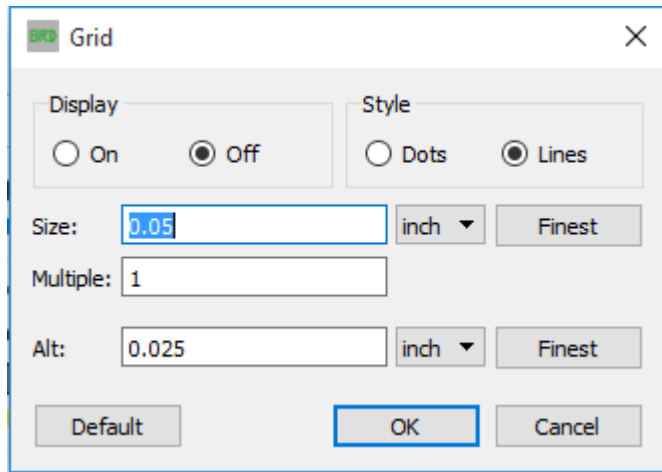 BRD Grid
Display Style
On Off Dots Lines
Size: 0.05 inch Finest
Multiple: 1
Alt: 0.025 inch Finest
Default OK Cancel